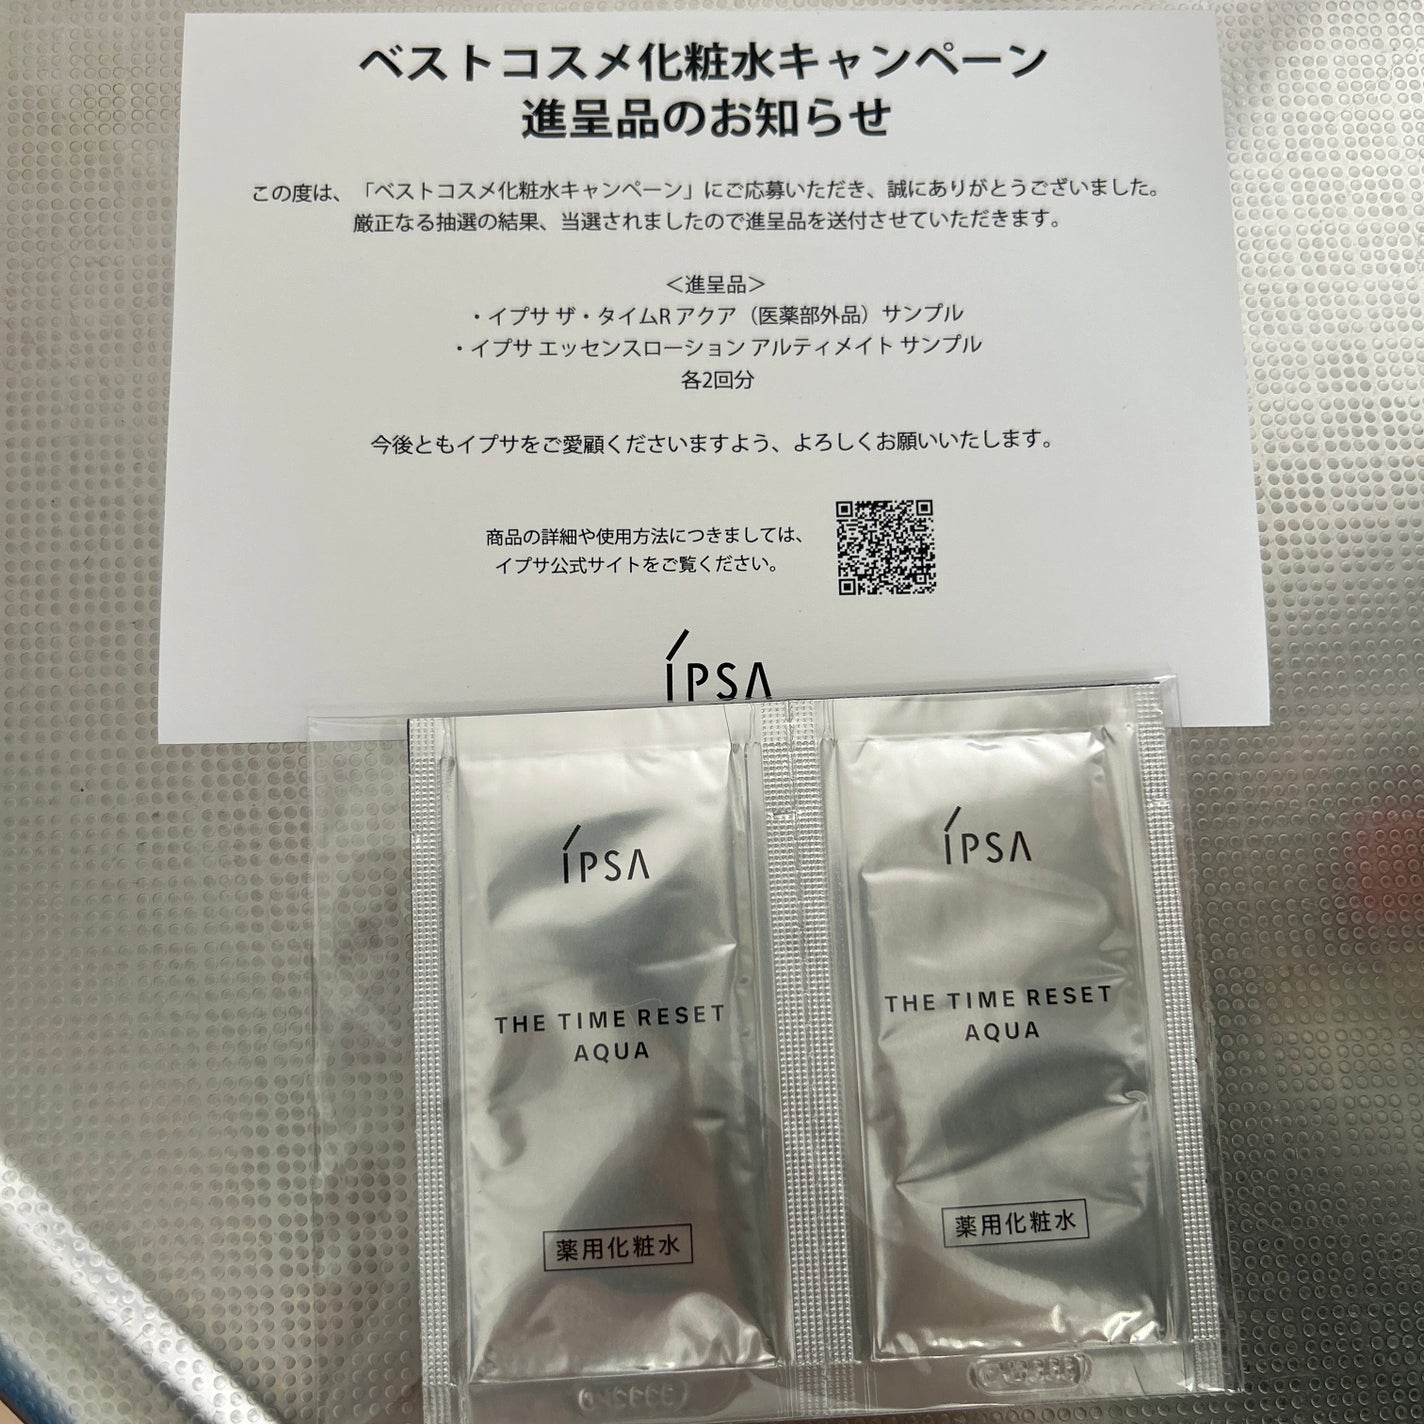 ベストコスメ化粧水キャンペーン
進呈品のお知らせ
この度は、「ベストコスメ化粧水キャンペーン」にご応募いただき、誠にありがとうございました。
厳正なる抽選の結果、当選されましたので進呈品を送付させていただきます。
＜進呈品＞
・イプサ ザ・タイムR アクア（医薬部外品）サンプル
・イプサ エッセンスローション アルティメイト サンプル
各2回分
今後ともイプサをご愛顧くださいますよう、よろしくお願いいたします。
商品の詳細や使用方法につきましては、
イプサ公式サイトをご覧ください。
IPSA
IPSA
THE TIME RESET
AQUA
薬用化粧水
IPSA
THE TIME RESET
AQUA
薬用化粧水